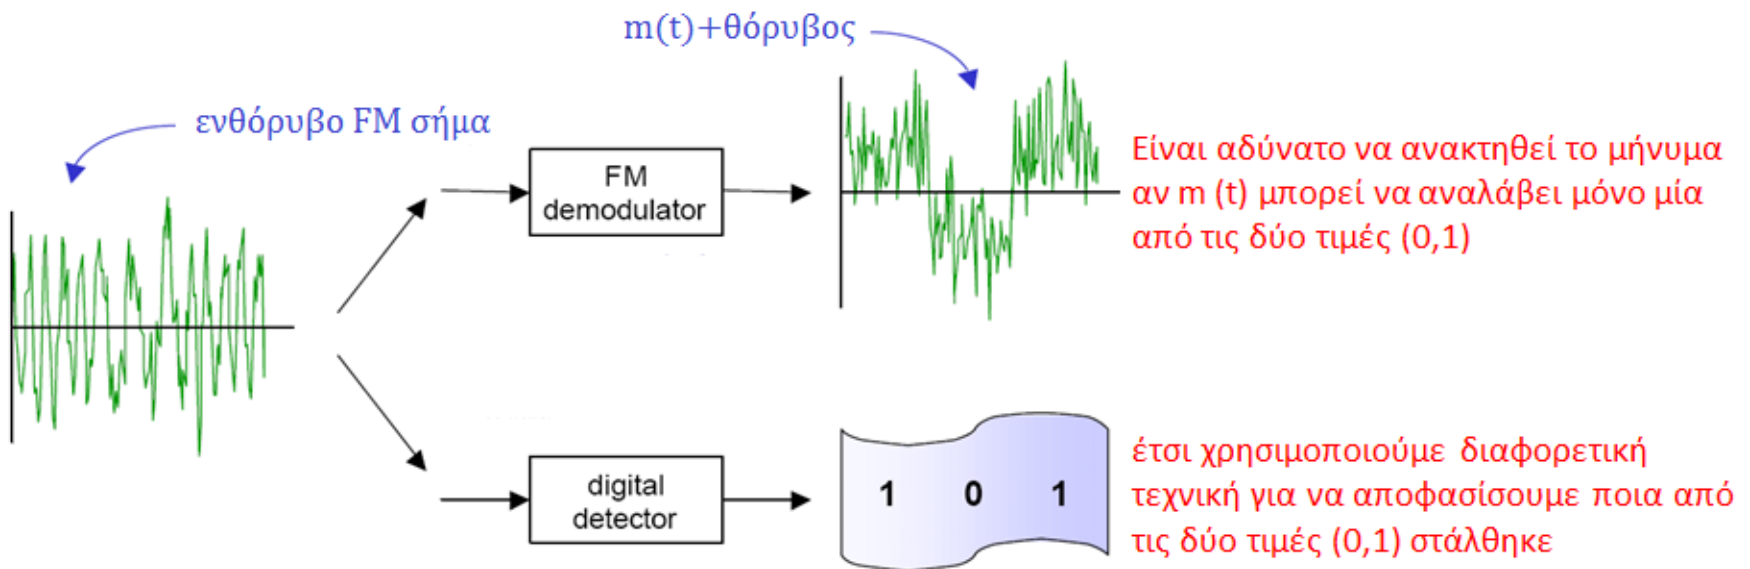 m(t)+θόρυβος
ενθόρυβο FM σήμα
FM
demodulator
Είναι αδύνατο να ανακτηθεί το μήνυμα
αν m (t) μπορεί να αναλάβει μόνο μία
από τις δύο τιμές (0,1)
digital
detector
1 0 1
έτσι χρησιμοποιούμε διαφορετική
τεχνική για να αποφασίσουμε ποια από
τις δύο τιμές (0,1) στάλθηκε